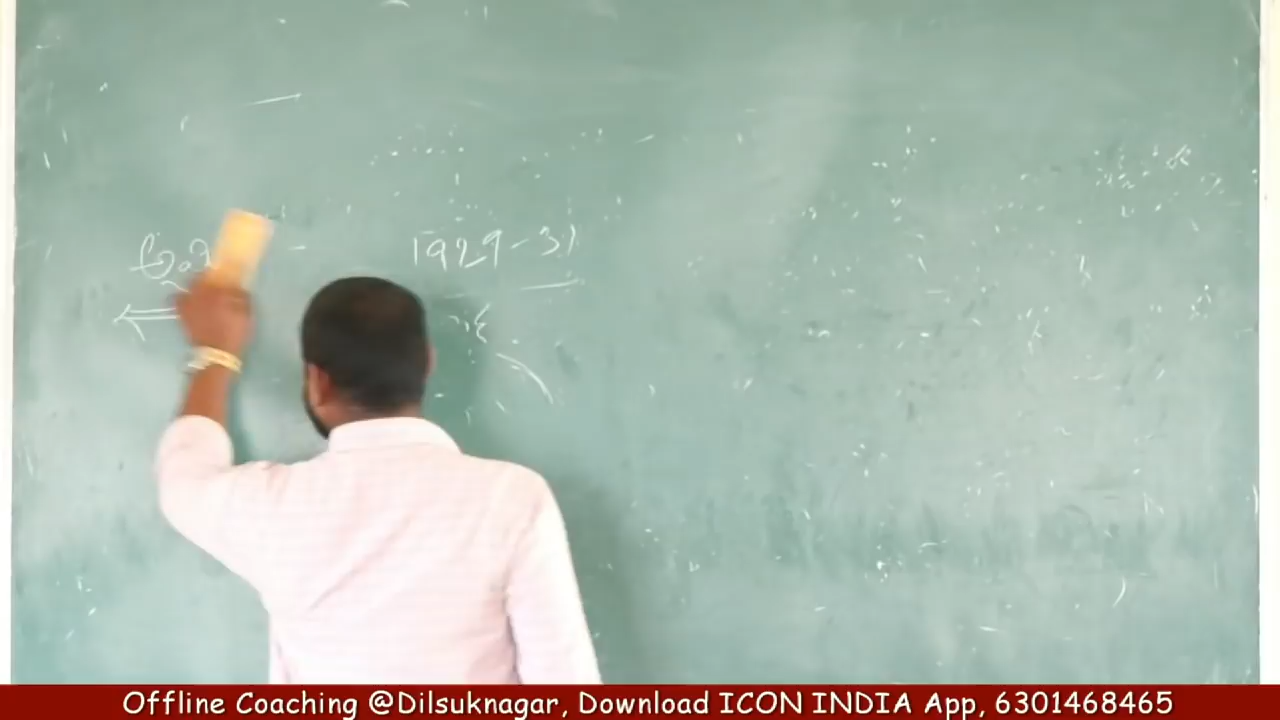 1929-31
Offline Coaching @Dilsuknagar, Download ICON INDIA App, 6301468465